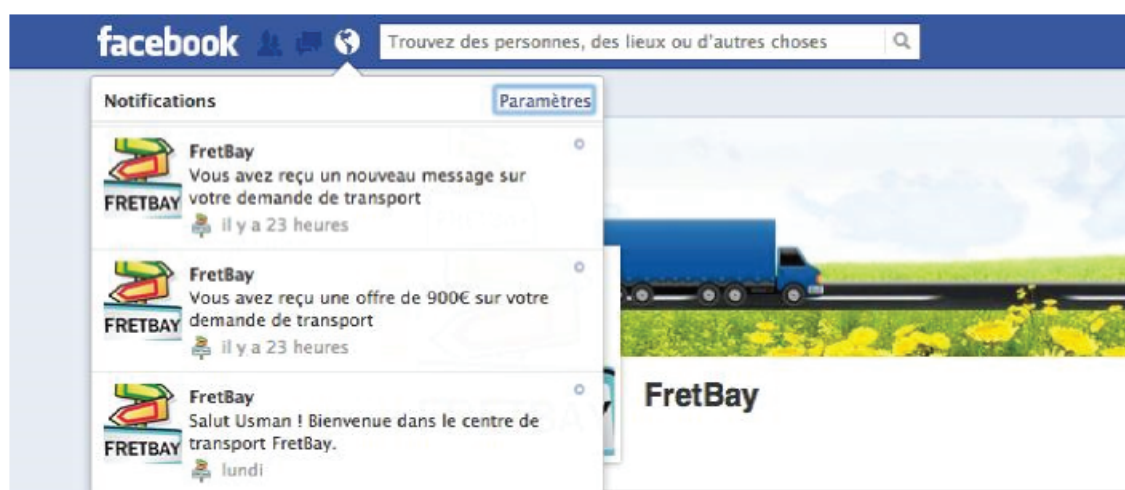 facebook
Trouvez des personnes, des lieux ou d'autres choses
Notifications
Paramètres
FretBay
Vous avez reçu un nouveau message sur
votre demande de transport
il y a 23 heures
FRETBAY
FretBay
Vous avez reçu une offre de 900€ sur votre
demande de transport
il y a 23 heures
FRETBAY
FretBay
Salut Usman ! Bienvenue dans le centre de
transport FretBay.
lundi
FRETBAY
FretBay